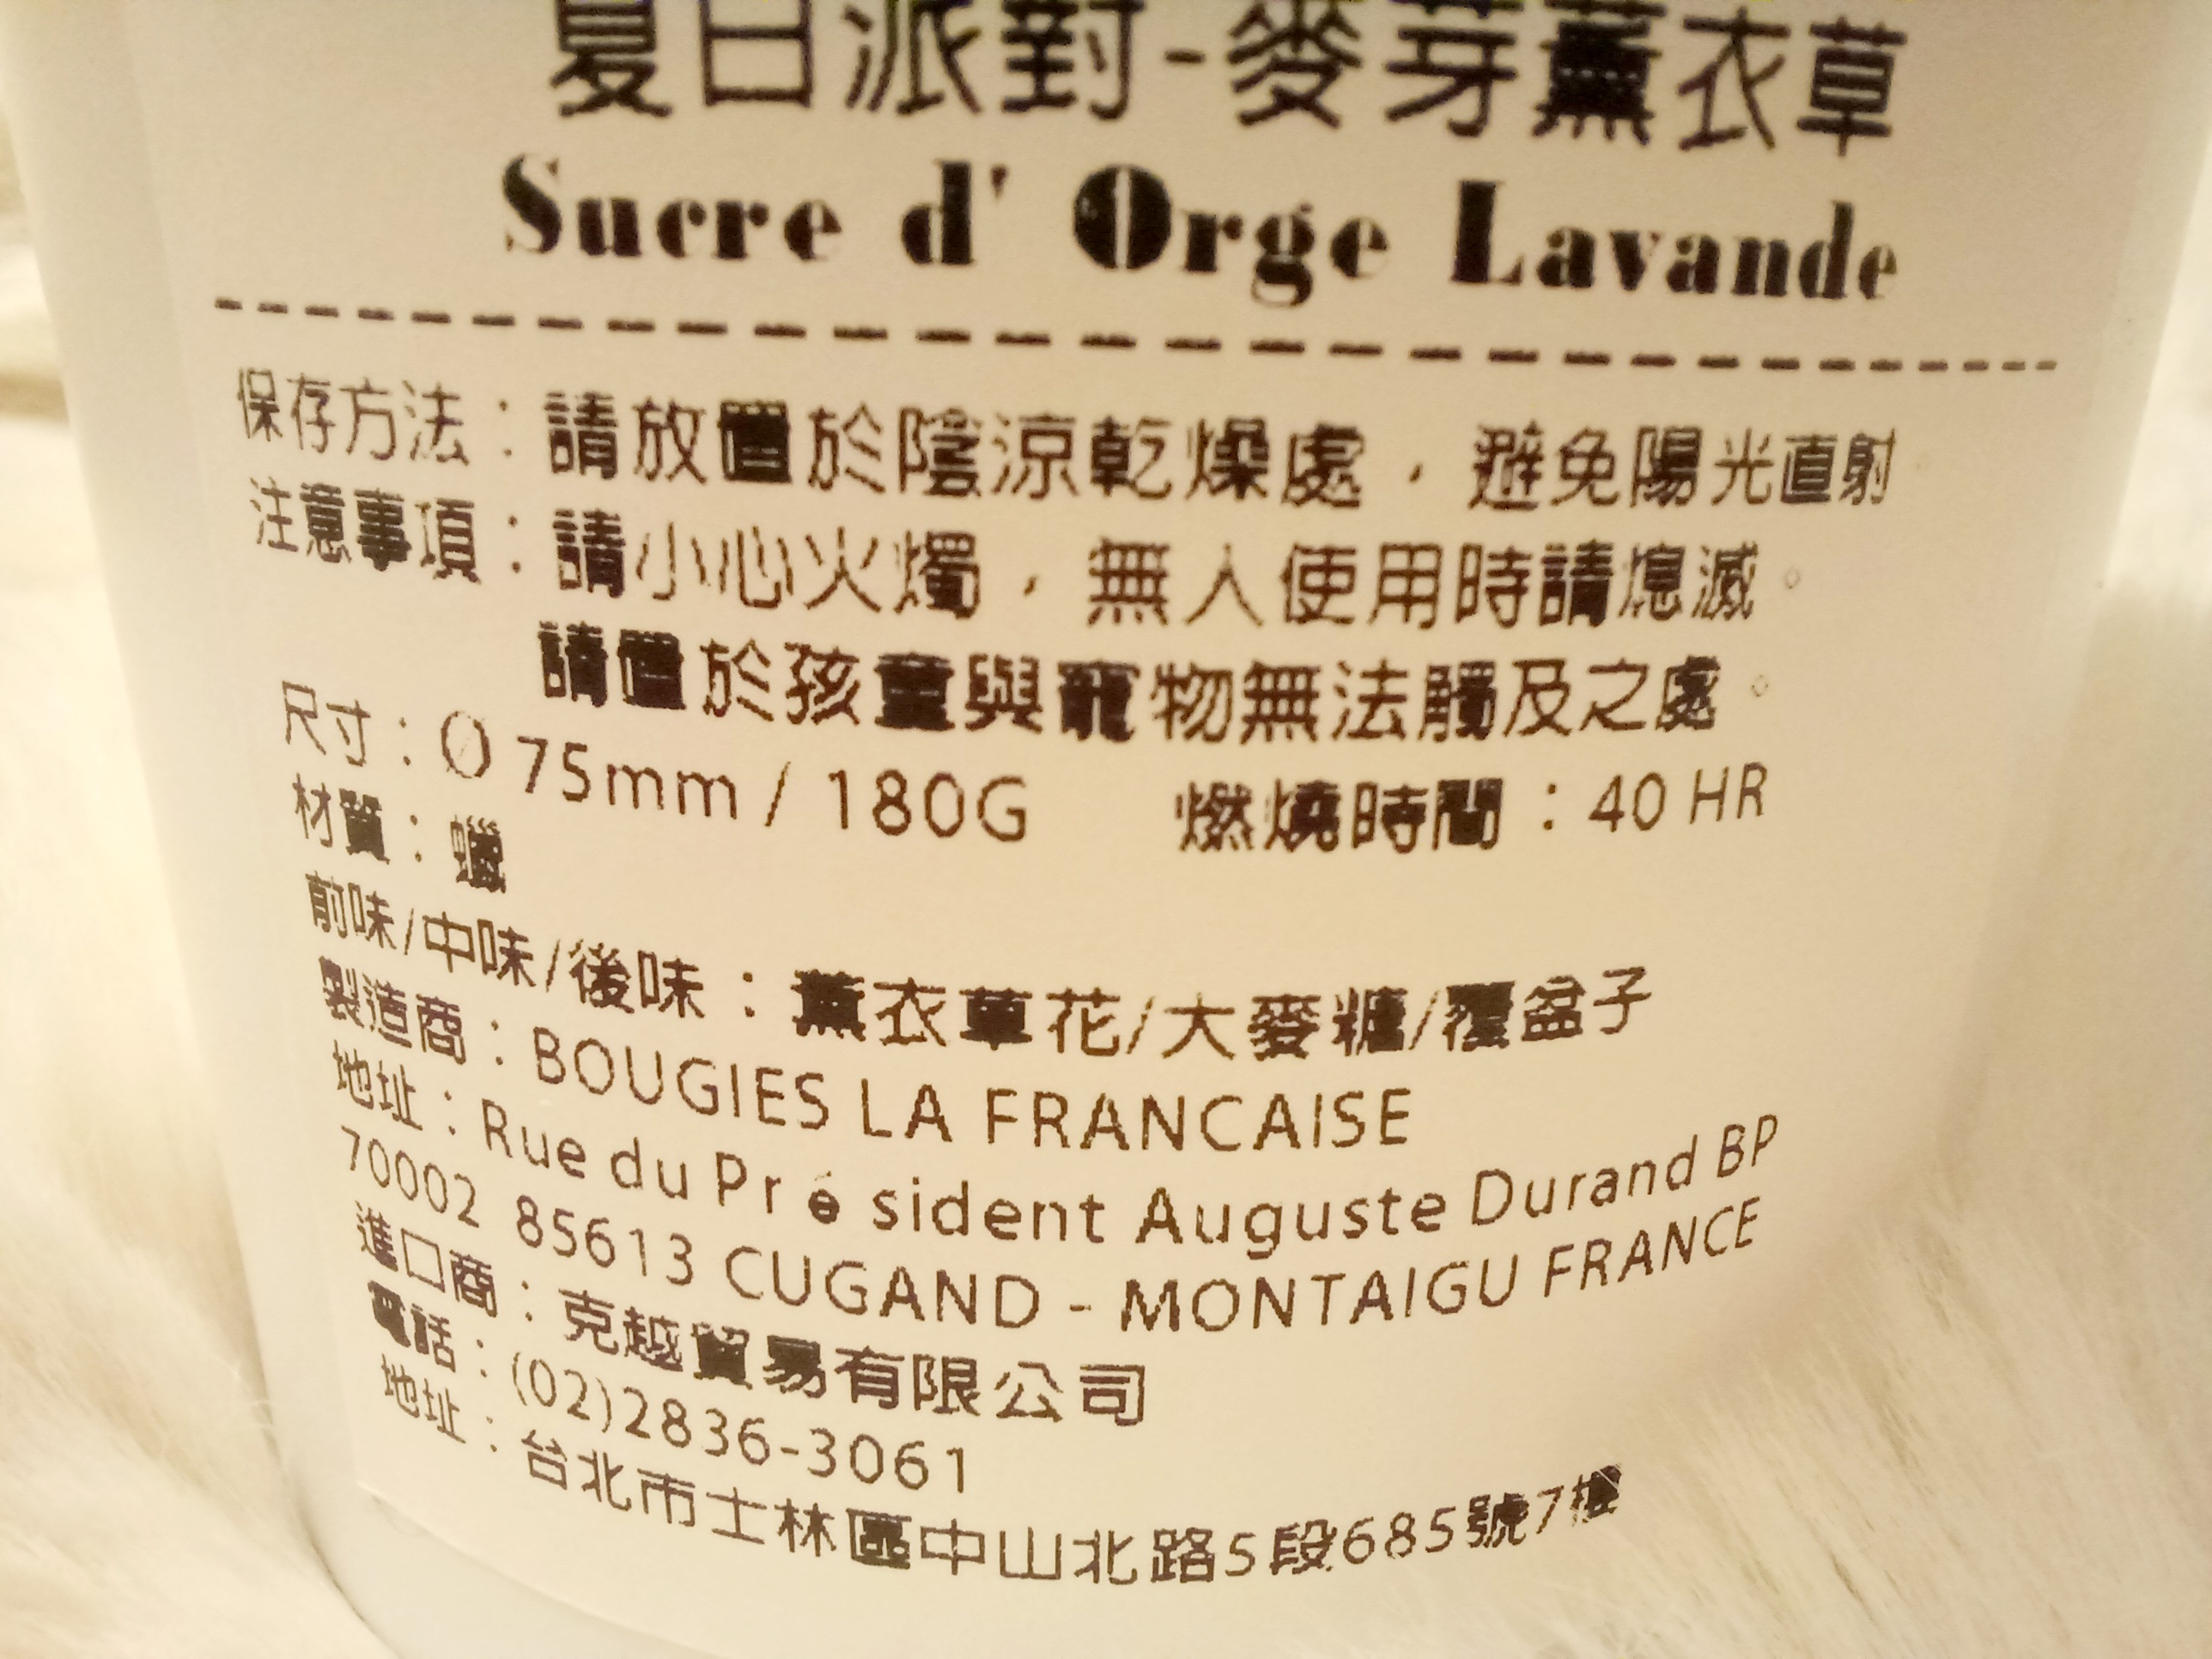 夏日派對-麥芽薰衣草
Sucre d' Orge Lavande
保存方法：請放置於陰涼乾燥處，避免陽光直射
注意事項：請小心火燭，無人使用時請熄滅。
請置於孩童與寵物無法觸及之處。
尺寸：Ø 75mm / 180G 燃燒時間：40 HR
材質：蠟
前味/中味/後味：薰衣草花/大麥糖/覆盆子
製造商：BOUGIES LA FRANCAISE
地址：Rue du Pré sident Auguste Durand BP
70002 85613 CUGAND - MONTAIGU FRANCE
進口商：克越貿易有限公司
電話：(02)2836-3061
地址：台北市士林區中山北路5段685號7樓